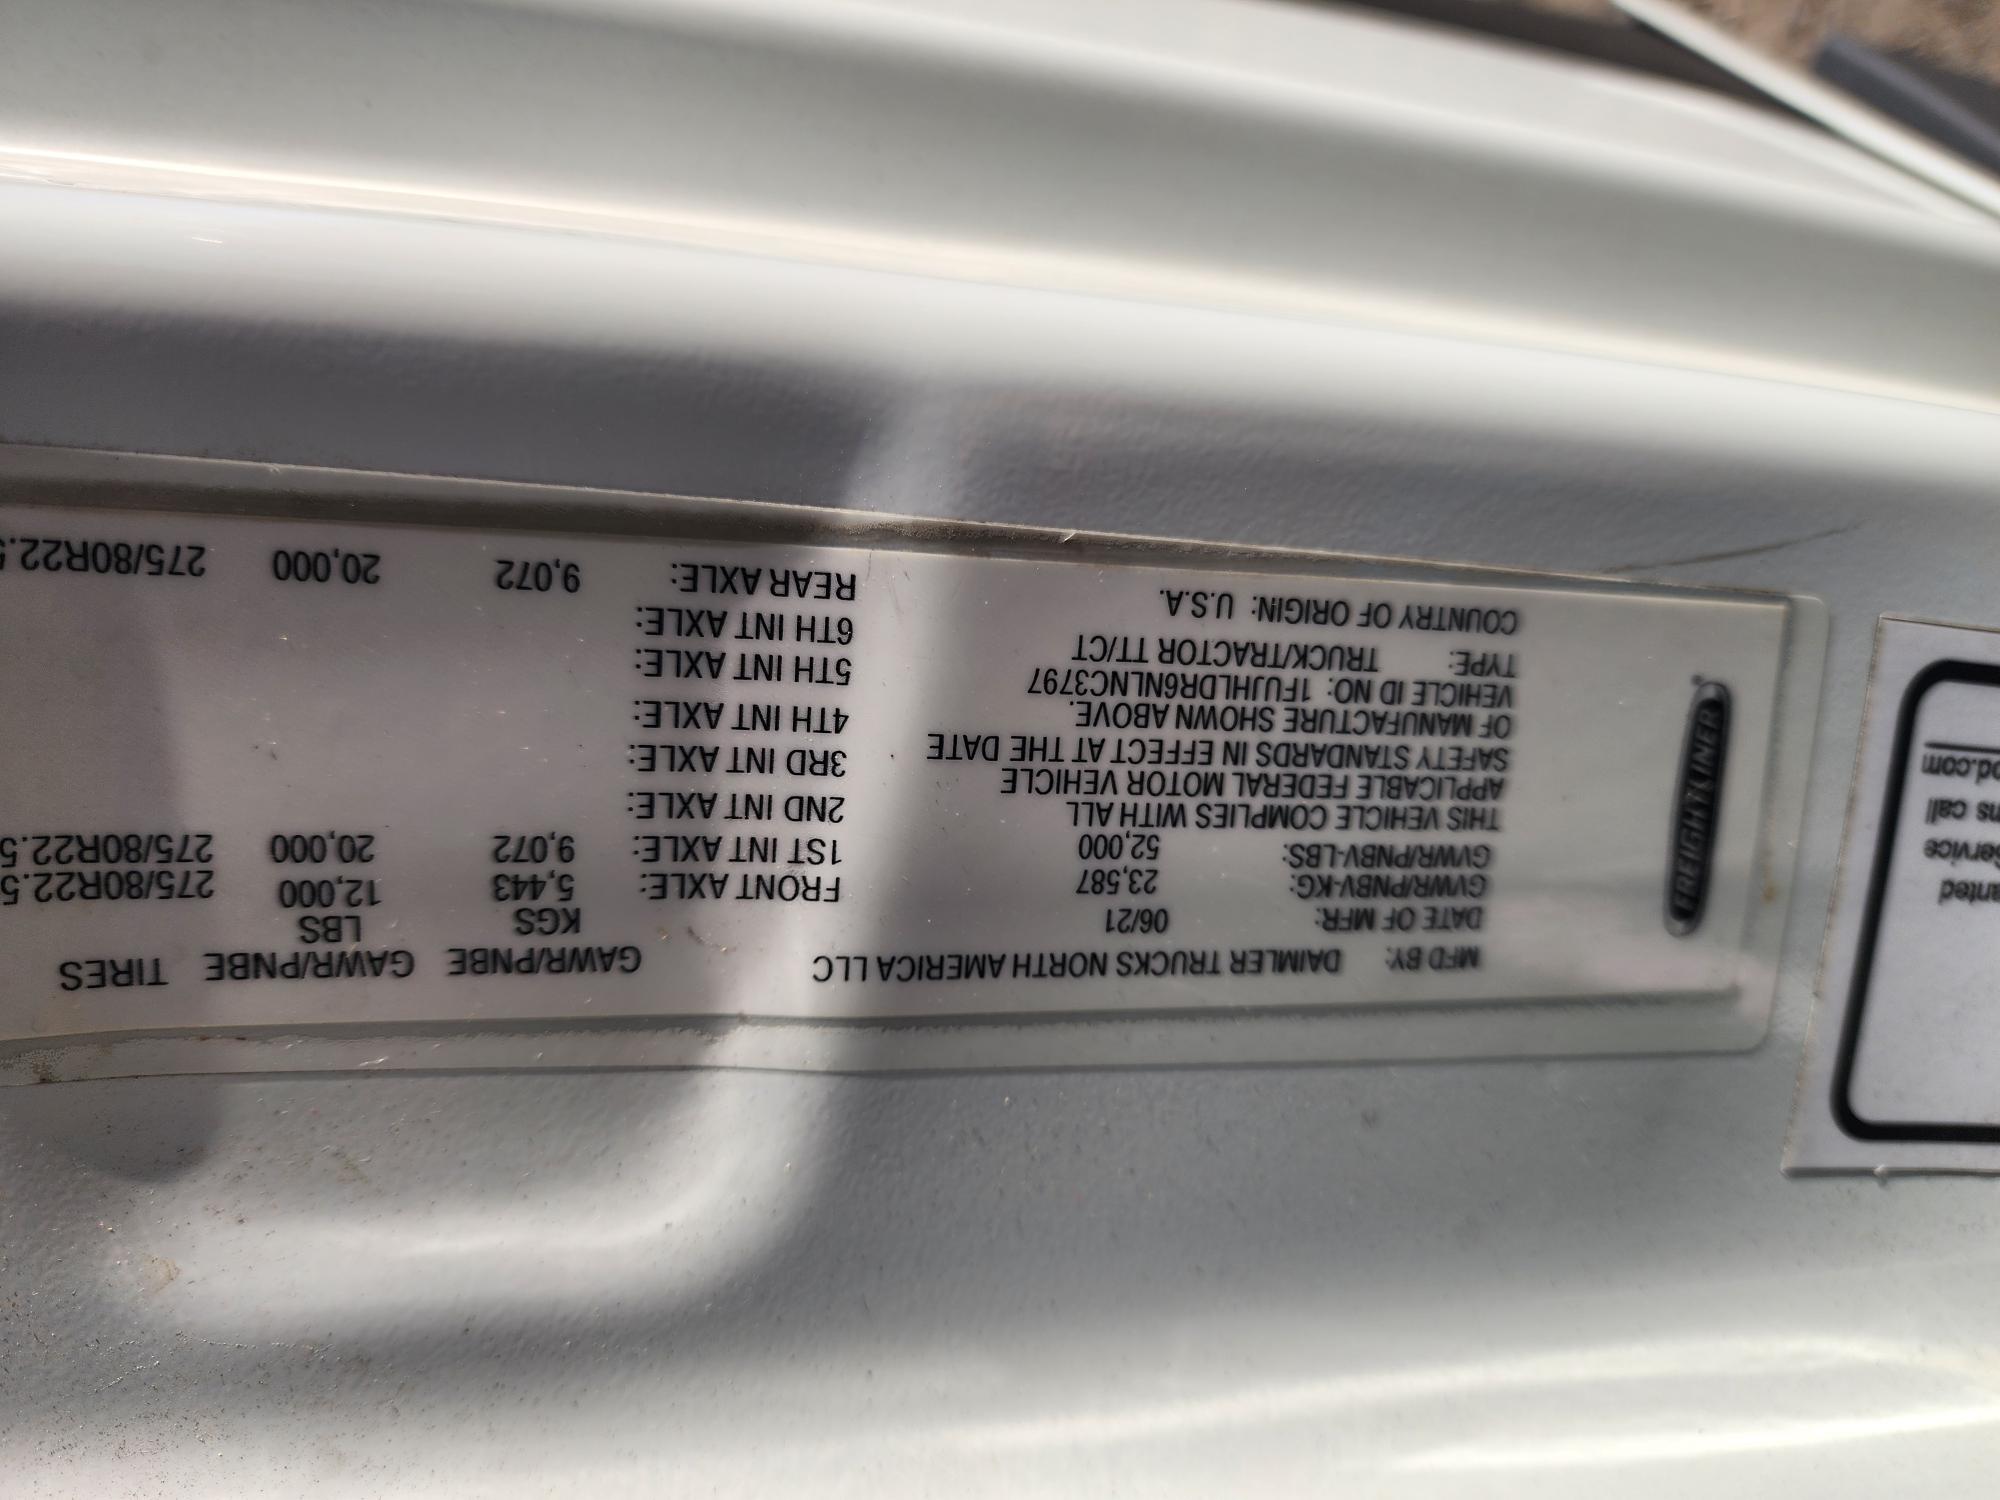 FREIGHTLINER
MFD BY: DAIMLER TRUCKS NORTH AMERICA LLC
DATE OF MFR: 06/21
GVWR/PNBV-KG: 23,587
GVWR/PNBV-LBS: 52,000
THIS VEHICLE COMPLIES WITH ALL
APPLICABLE FEDERAL MOTOR VEHICLE
SAFETY STANDARDS IN EFFECT AT THE DATE
OF MANUFACTURE SHOWN ABOVE.
VEHICLE ID NO: 1FUJHLDR6NLNC3797
TYPE: TRUCK/TRACTOR TT/CT
COUNTRY OF ORIGIN: U.S.A.
GAWR/PNBE GAWR/PNBE TIRES
KGS LBS
FRONT AXLE: 5,443 12,000 275/80R22.5
1ST INT AXLE: 9,072 20,000 275/80R22.5
2ND INT AXLE:
3RD INT AXLE:
4TH INT AXLE:
5TH INT AXLE:
6TH INT AXLE:
REAR AXLE: 9,072 20,000 275/80R22.5
call